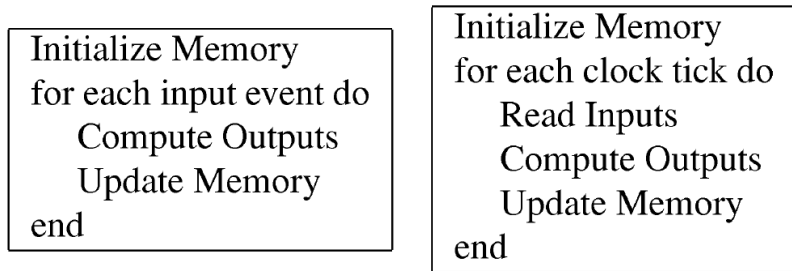 Initialize Memory
for each input event do
Compute Outputs
Update Memory
end
Initialize Memory
for each clock tick do
Read Inputs
Compute Outputs
Update Memory
end